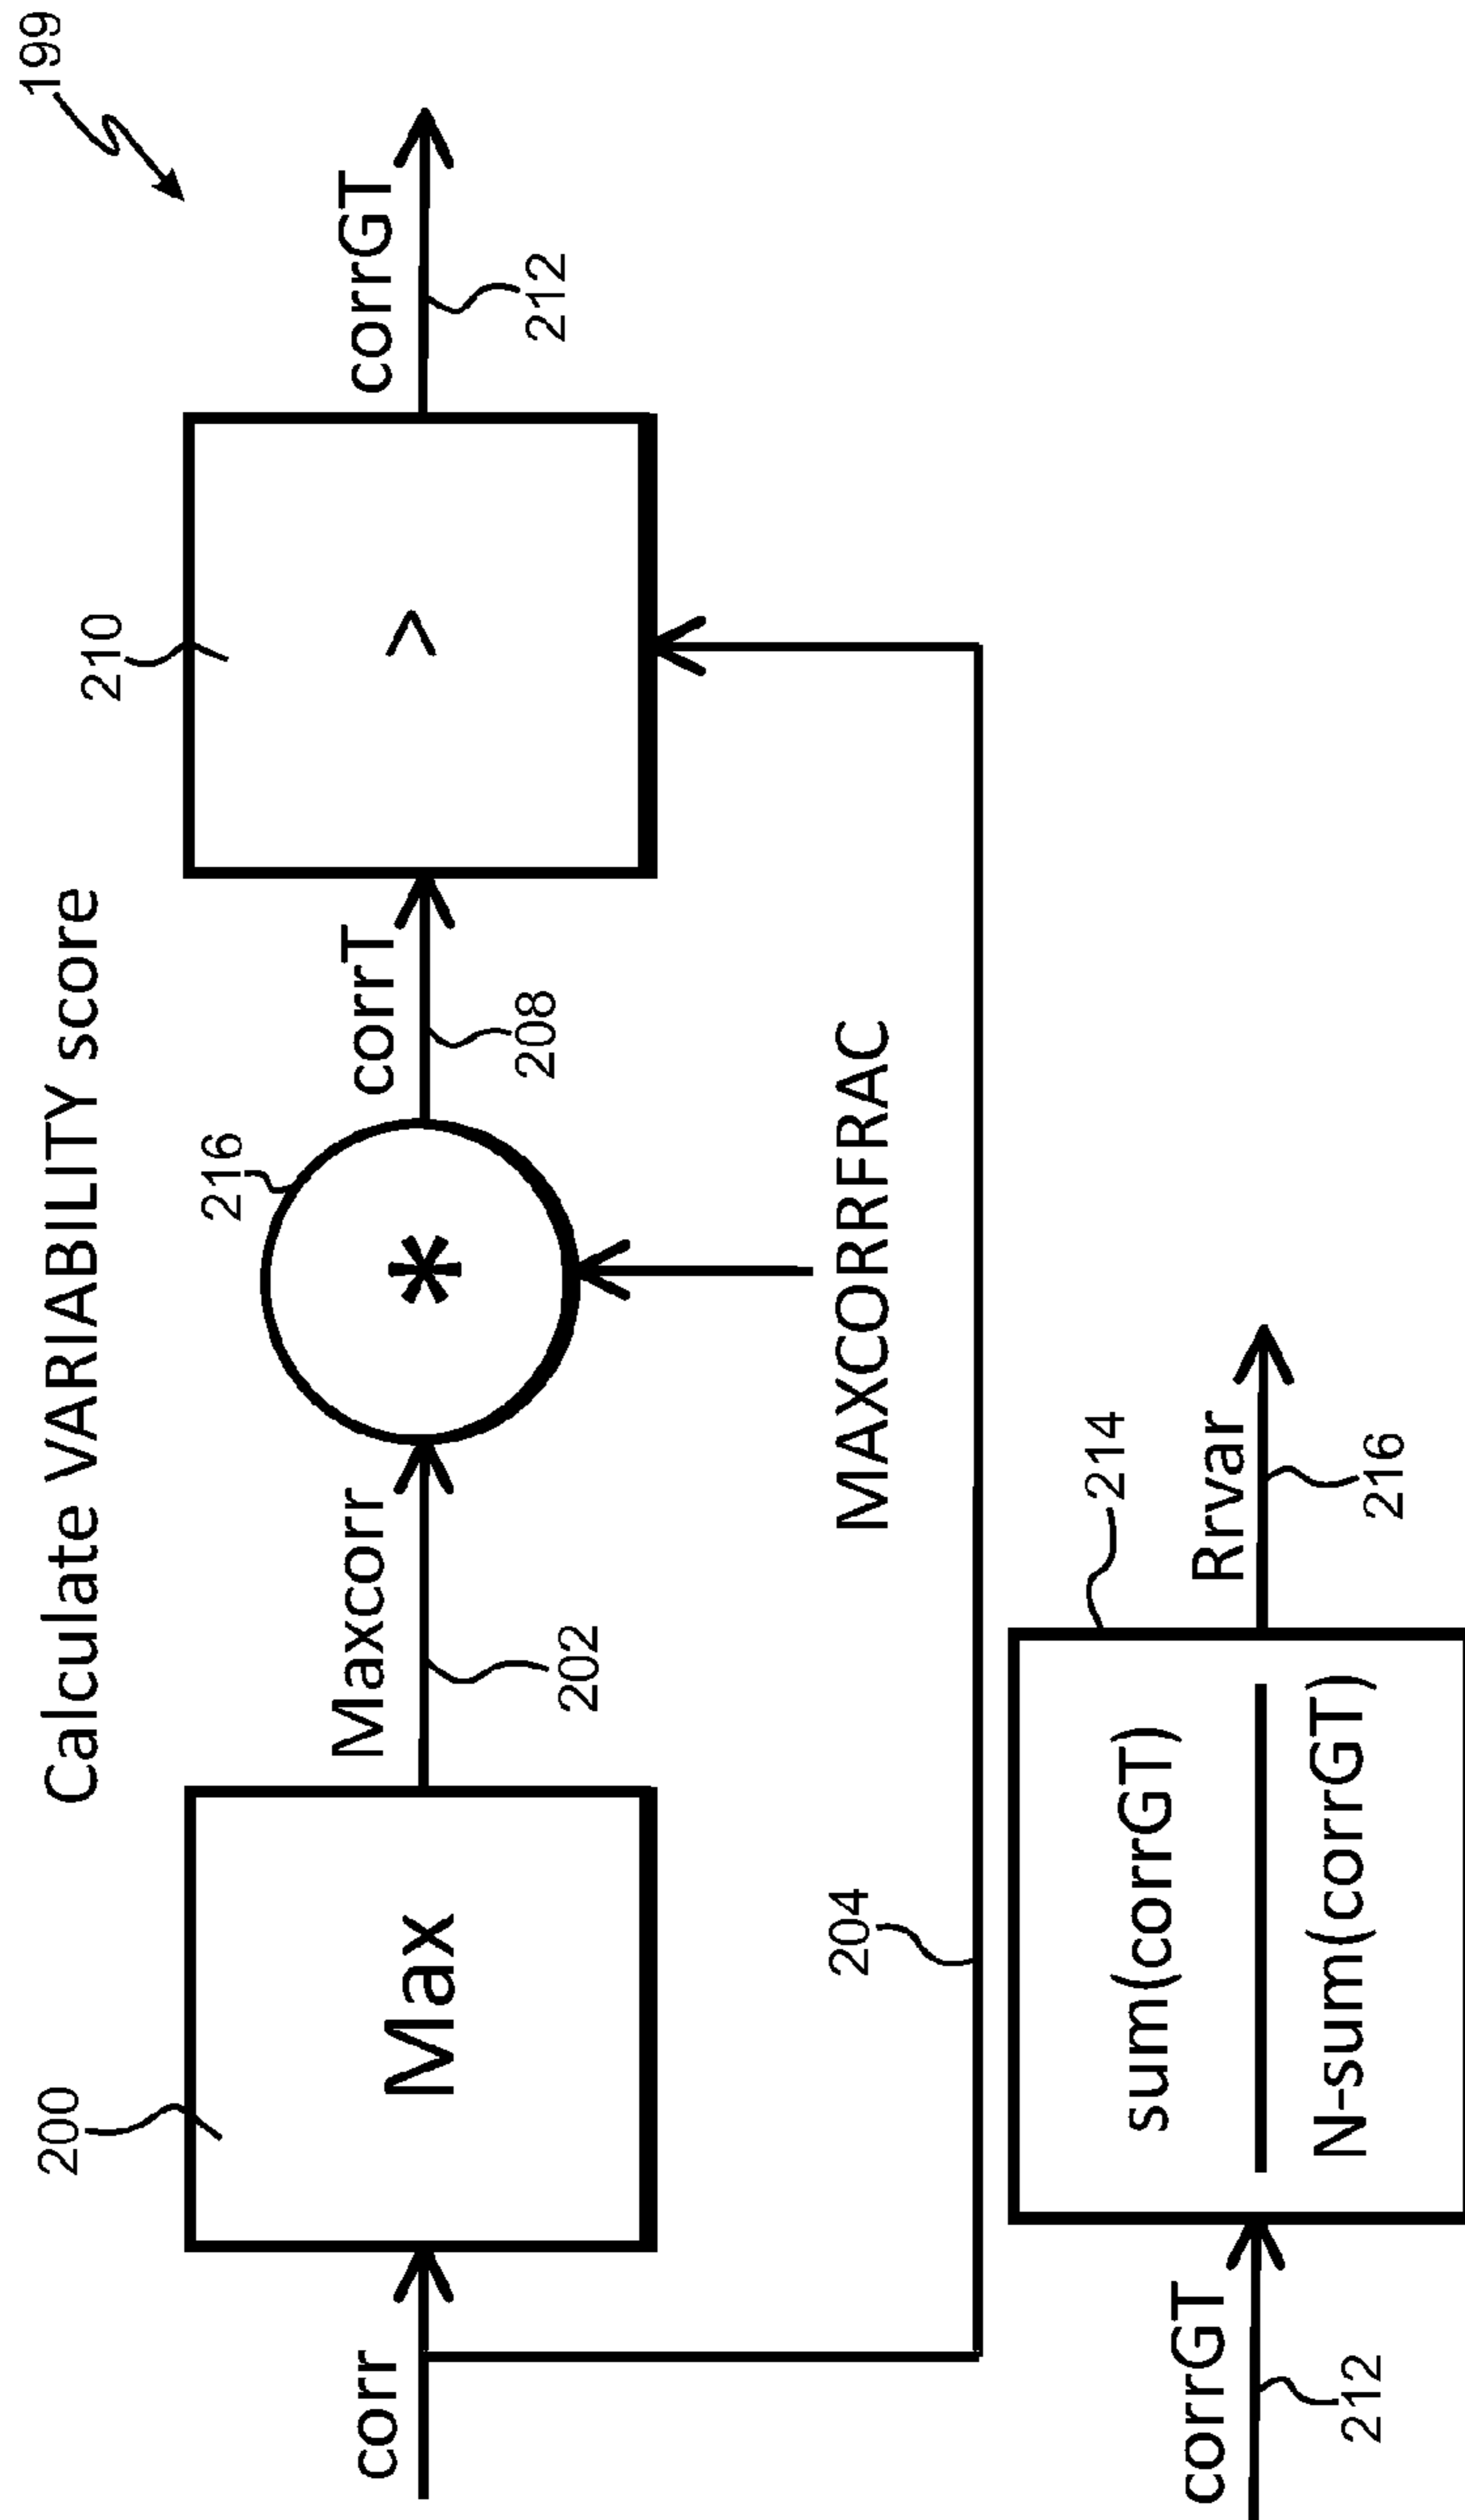 Calculate VARIABILITY score
199
200
210
216
corr
Max
Maxcorr
202
*
corrT
208
>
corrGT
212
MAXCORRFRAC
204
214
corrGT
212
sum(corrGT)
N-sum(corrGT)
Rrvar
216